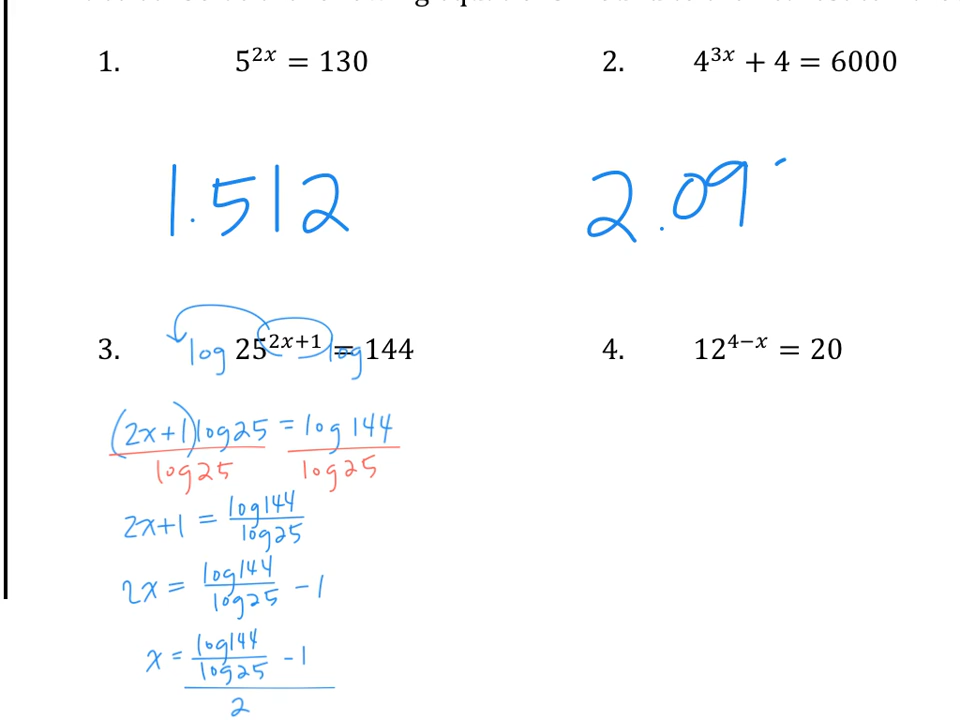 1. 5^{2x} = 130
2. 4^{3x} + 4 = 6000
1.512
2.09
3. log 25^{2x+1} = log 144
4. 12^{4−x} = 20
(2x+1)log25 = log 144
log25 log25
2x+1 = log144/log25
2x = log144/log25 - 1
x = (log144/log25 - 1)/2